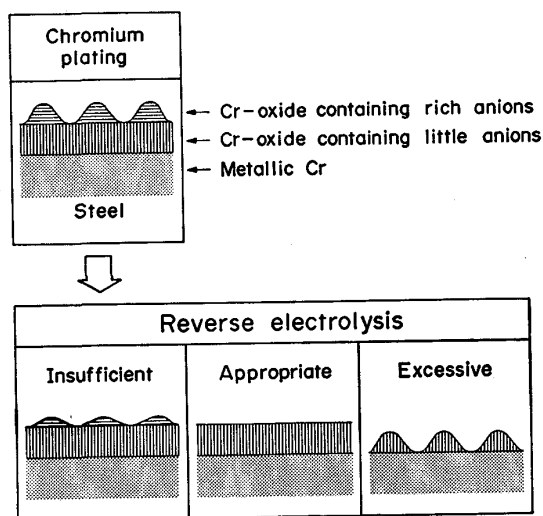 Chromium
plating
Cr-oxide containing rich anions
Cr-oxide containing little anions
Metallic Cr
Steel
Reverse electrolysis
Insufficient
Appropriate
Excessive